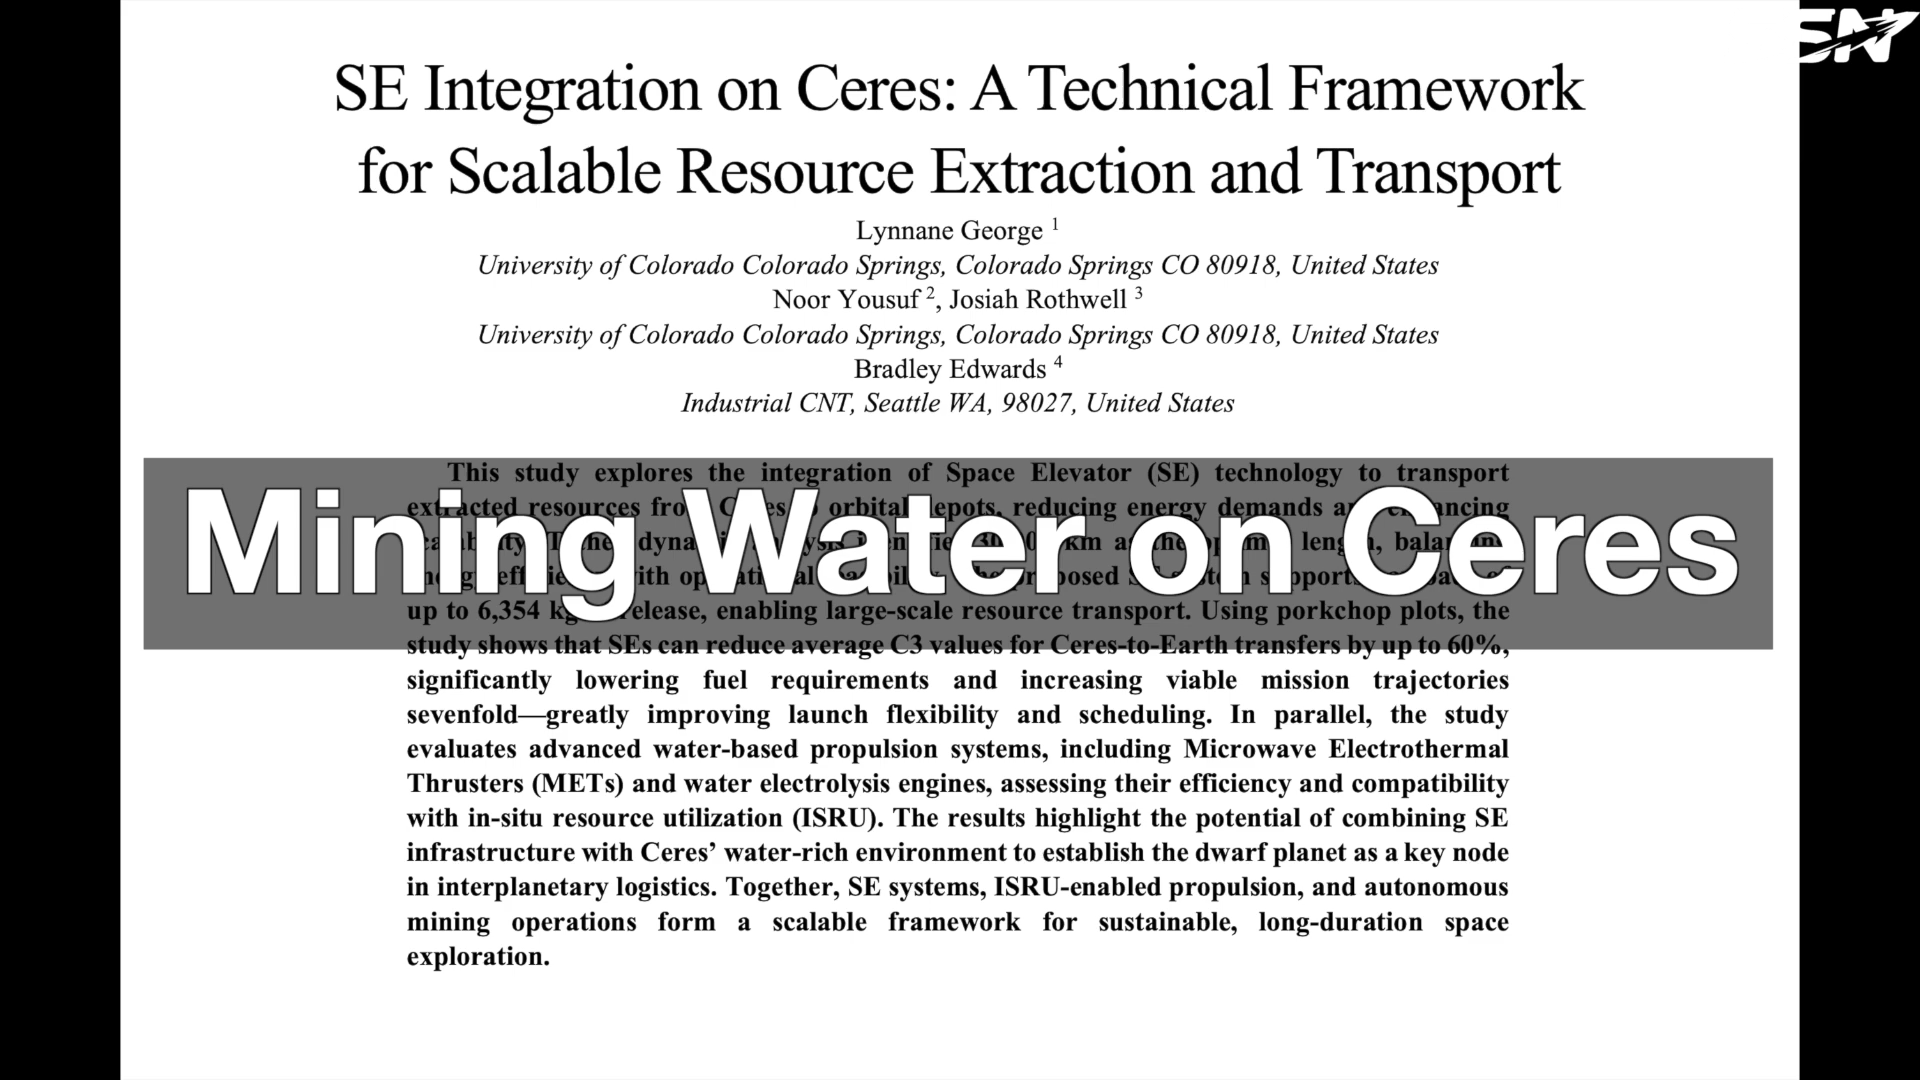 SN
SE Integration on Ceres: A Technical Framework
for Scalable Resource Extraction and Transport
Lynnane George 1
University of Colorado Colorado Springs, Colorado Springs CO 80918, United States
Noor Yousuf 2, Josiah Rothwell 3
University of Colorado Colorado Springs, Colorado Springs CO 80918, United States
Bradley Edwards 4
Industrial CNT, Seattle WA, 98027, United States
This study explores the integration of Space Elevator (SE) technology to transport
extracted resources orbital reducing energy demands
Mining Water on Ceres
up to 6,354 release, enabling large-scale resource transport. Using porkchop plots, the
study shows that SEs can reduce average C3 values for Ceres-to-Earth transfers by up to 60%,
significantly lowering fuel requirements and increasing viable mission trajectories
sevenfold—greatly improving launch flexibility and scheduling. In parallel, the study
evaluates advanced water-based propulsion systems, including Microwave Electrothermal
Thrusters (METs) and water electrolysis engines, assessing their efficiency and compatibility
with in-situ resource utilization (ISRU). The results highlight the potential of combining SE
infrastructure with Ceres’ water-rich environment to establish the dwarf planet as a key node
in interplanetary logistics. Together, SE systems, ISRU-enabled propulsion, and autonomous
mining operations form a scalable framework for sustainable, long-duration space
exploration.